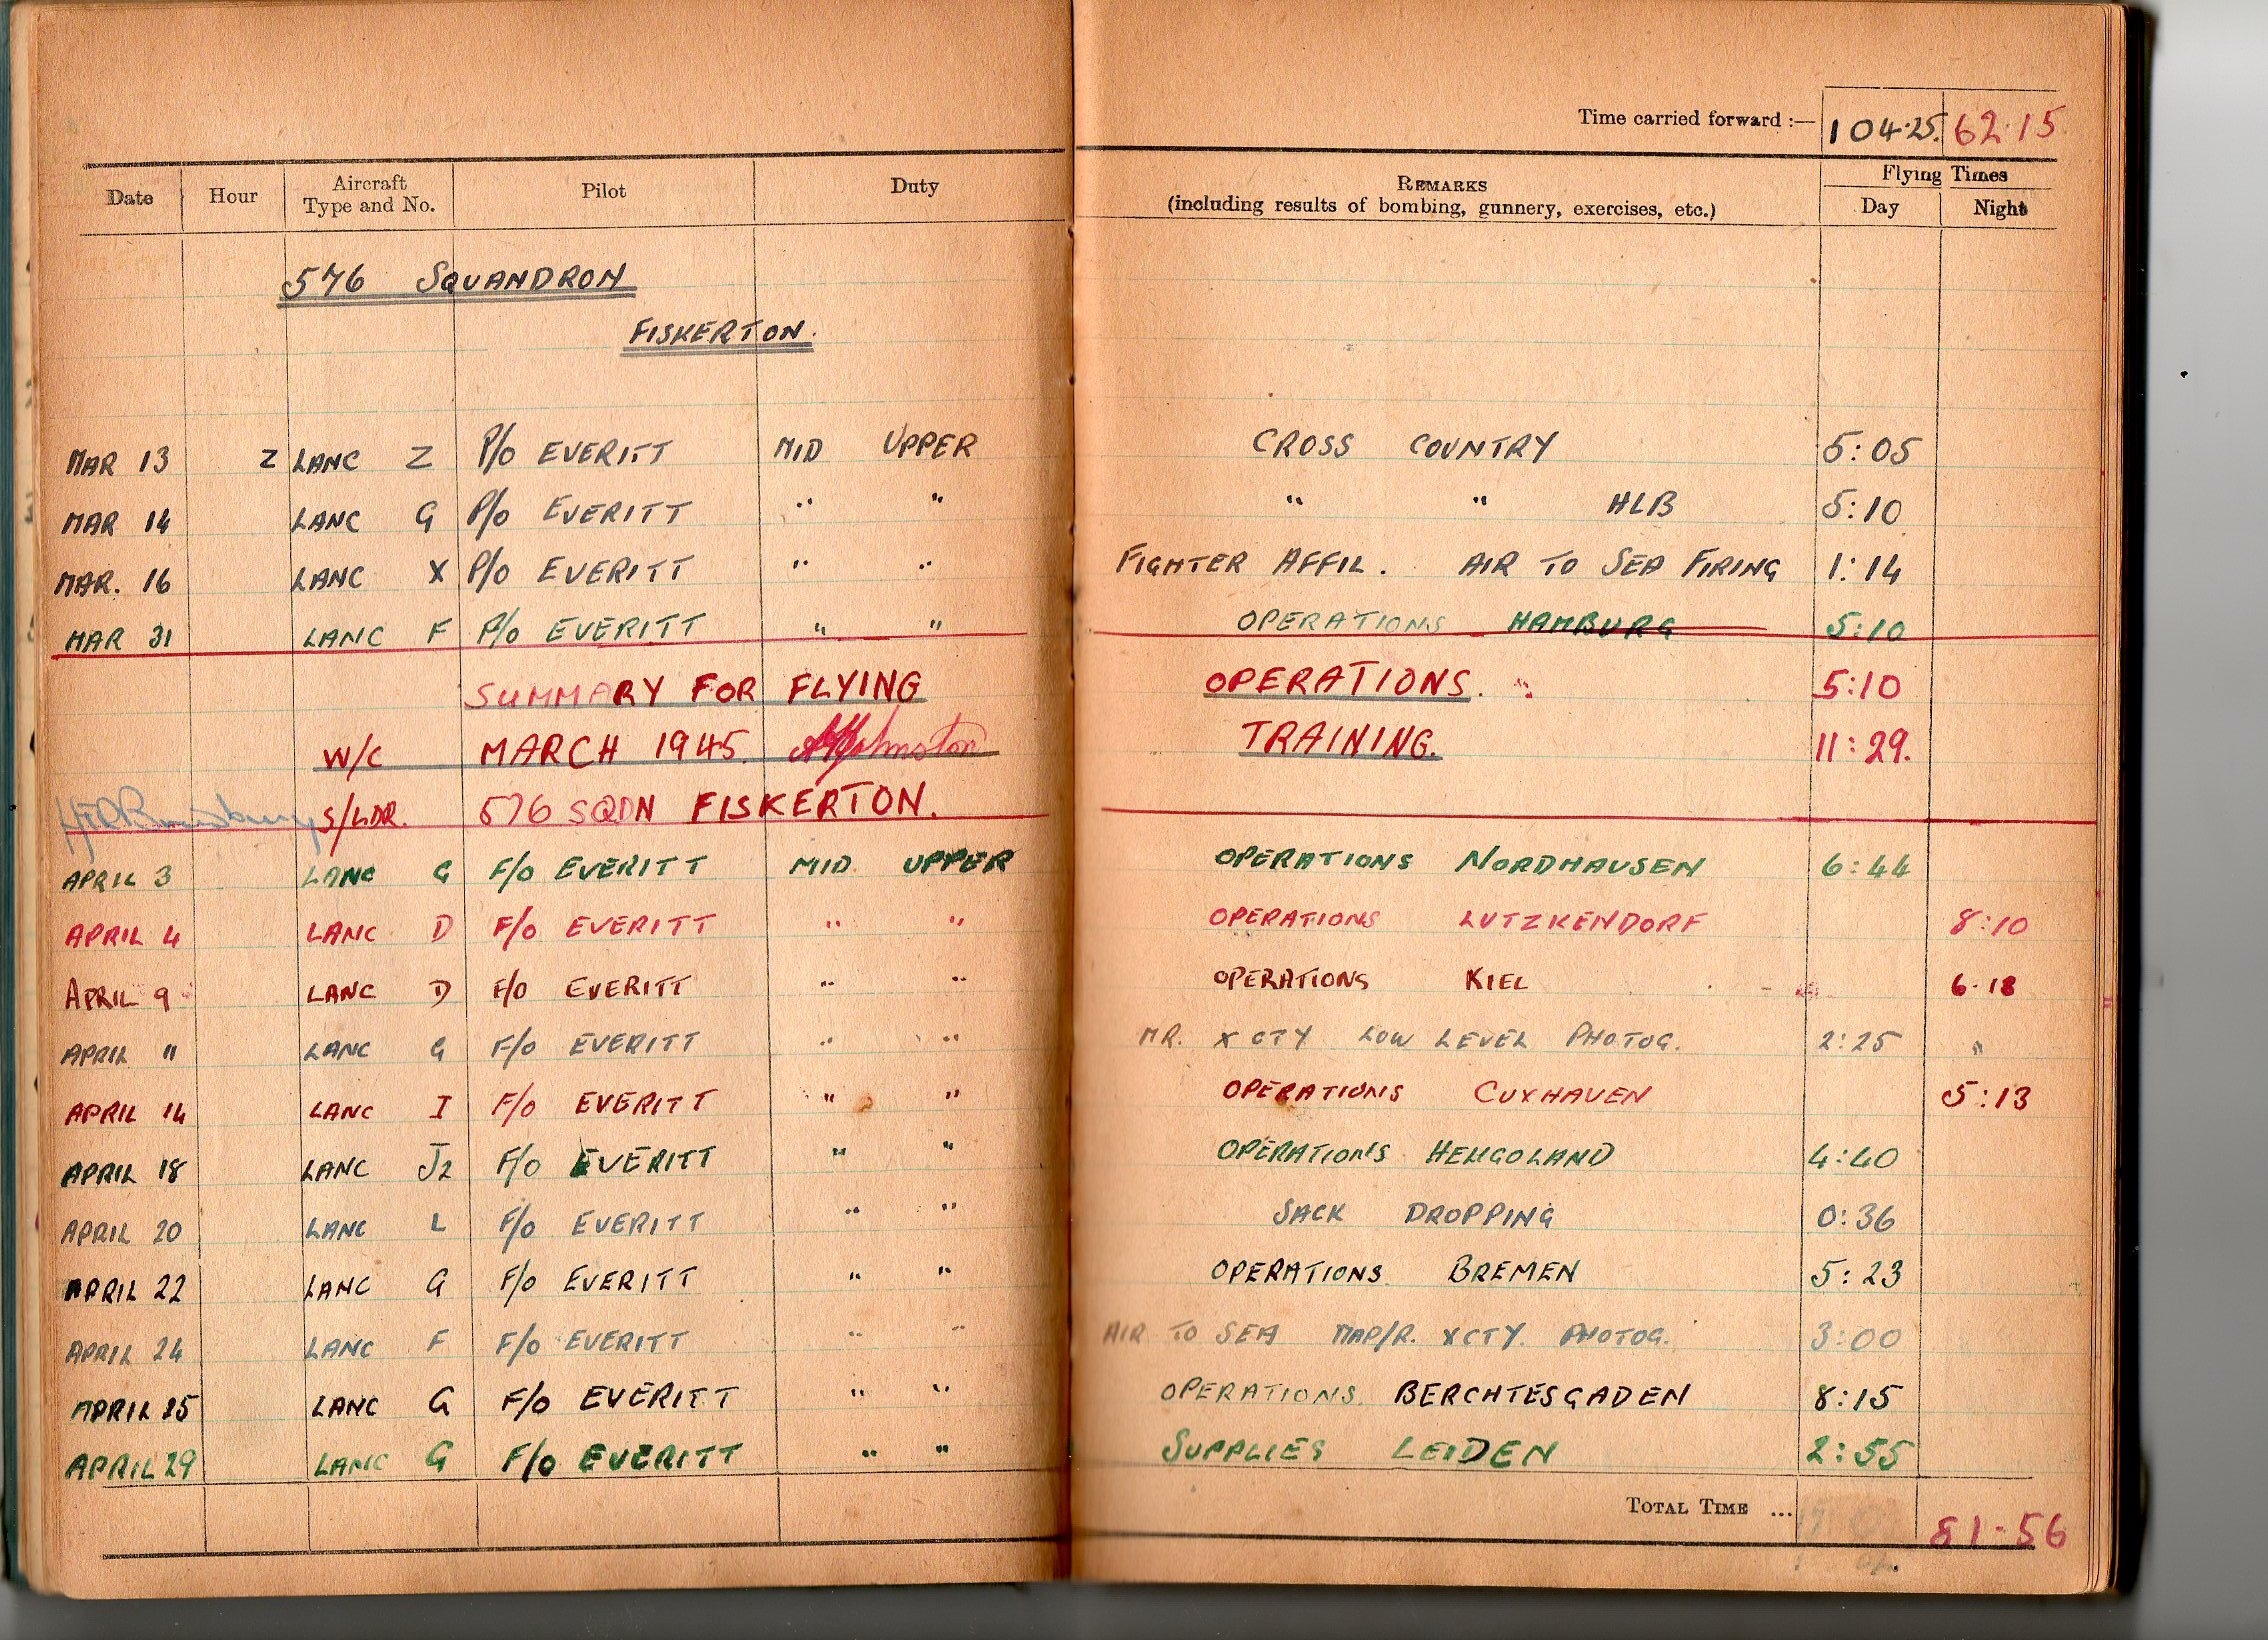 Time carried forward :— 104.25. 62.15
Date Hour Aircraft Type and No. Pilot Duty REMARKS (including results of bombing, gunnery, exercises, etc.) Flying Times Day Night
576 SQUANDRON
FISKERTON.
MAR 13 Z LANC Z P/O EVERITT MID UPPER CROSS COUNTRY 5:05
MAR 14 LANC G P/O EVERITT " " " " HLB 5:10
MAR. 16 LANC X P/O EVERITT " " FIGHTER AFFIL. AIR TO SEA FIRING 1:14
MAR 31 LANC F P/O EVERITT " " OPERATIONS HAMBURG 5:10
SUMMARY FOR FLYING OPERATIONS. 5:10
W/C MARCH 1945. Johnston TRAINING. 11:29.
S/LDR. 576 SQDN FISKERTON.
APRIL 3 LANC G F/O EVERITT MID UPPER OPERATIONS NORDHAUSEN 6:44
APRIL 4 LANC D F/O EVERITT " " OPERATIONS LUTZKENDORF 8:10
APRIL 9 LANC D F/O EVERITT " " OPERATIONS KIEL 6.18
APRIL " LANC G F/O EVERITT " " MR. X CTY LOW LEVEL PHOTOG. 2:25 "
APRIL 14 LANC I F/O EVERITT " " OPERATIONS CUXHAVEN 5:13
APRIL 18 LANC J2 F/O EVERITT " " OPERATIONS HELIGOLAND 4:40
APRIL 20 LANC L F/O EVERITT " " SACK DROPPING 0:36
APRIL 22 LANC G F/O EVERITT " " OPERATIONS BREMEN 5:23
APRIL 24 LANC F F/O EVERITT " " AIR TO SEA MAP/R. XCTY. PHOTOG. 3:00
APRIL 25 LANC G F/O EVERITT " " OPERATIONS. BERCHTESGADEN 8:15
APRIL 29 LANC G F/O EVERITT " " SUPPLIES LEIDEN 2:55
TOTAL TIME ... 81.56